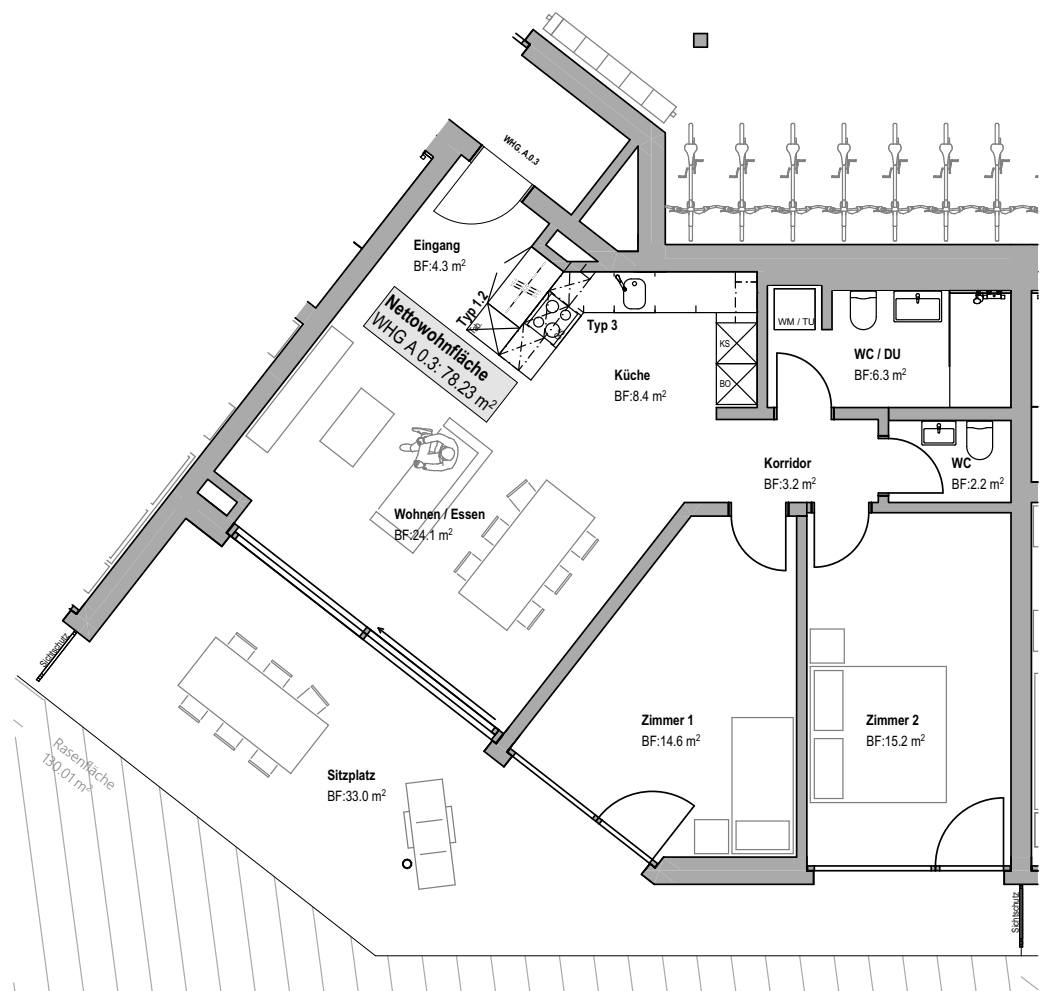 WHG. A.0.3
Eingang
BF:4.3 m²
Typ 1.2
Nettowohnfläche
WHG A 0.3: 78.23 m²
Typ 3
Küche
BF:8.4 m²
KS
BO
WM / TU
WC / DU
BF:6.3 m²
Korridor
BF:3.2 m²
WC
BF:2.2 m²
Wohnen / Essen
BF:24.1 m²
Sichtschutz
Rasenfläche
130.01 m²
Sitzplatz
BF:33.0 m²
Zimmer 1
BF:14.6 m²
Zimmer 2
BF:15.2 m²
Sichtschutz